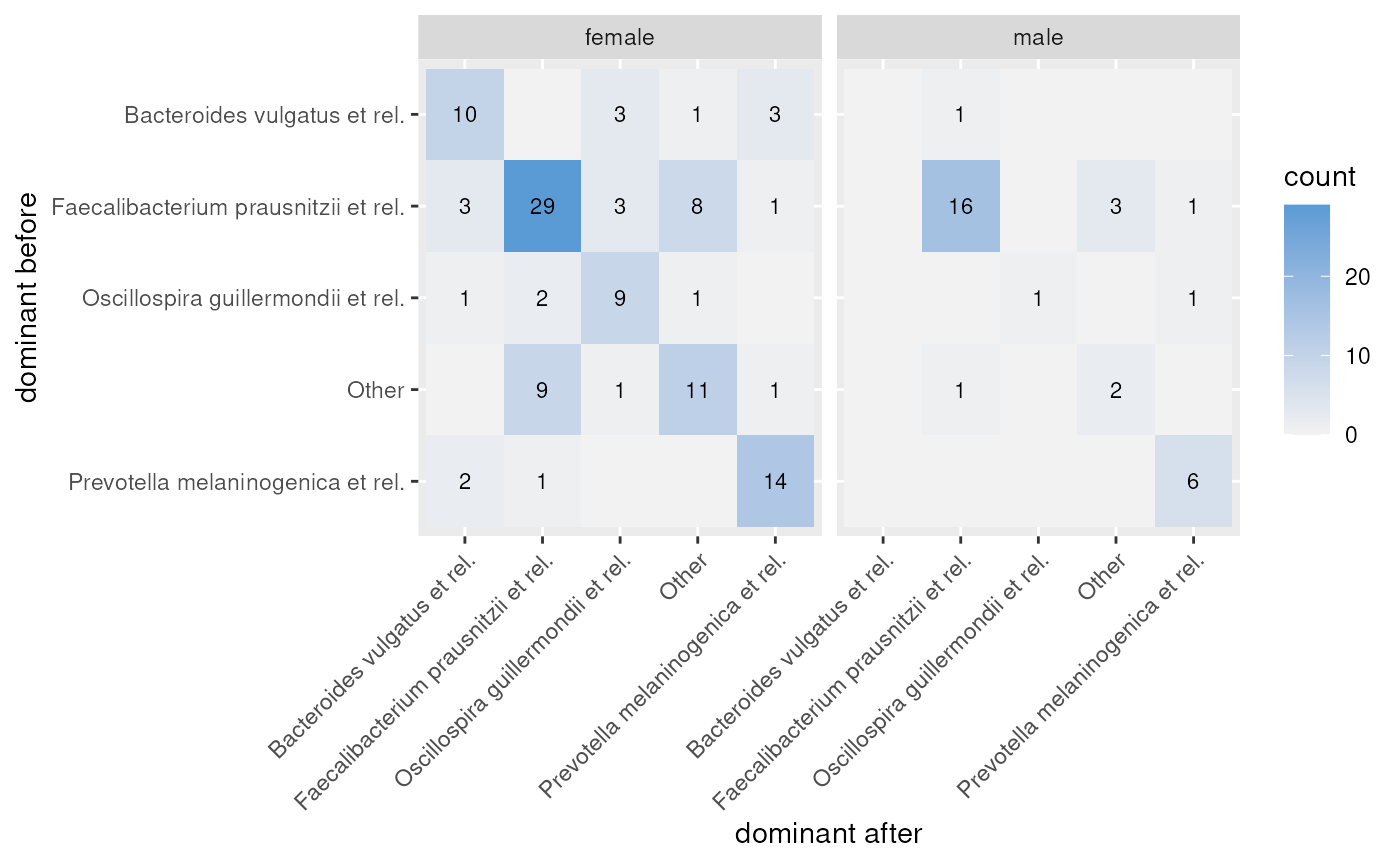 female male
Bacteroides vulgatus et rel. 10 3 1 3 1
count
Faecalibacterium prausnitzii et rel. 3 29 3 8 1 16 3 1
20
Oscillospira guillermondii et rel. 1 2 9 1 1 1
10
Other 9 1 11 1 1 2
0
Prevotella melaninogenica et rel. 2 1 14 6
dominant before
Bacteroides vulgatus et rel.
Faecalibacterium prausnitzii et rel.
Oscillospira guillermondii et rel.
Other
Prevotella melaninogenica et rel.
Bacteroides vulgatus et rel.
Faecalibacterium prausnitzii et rel.
Oscillospira guillermondii et rel.
Other
Prevotella melaninogenica et rel.
dominant after